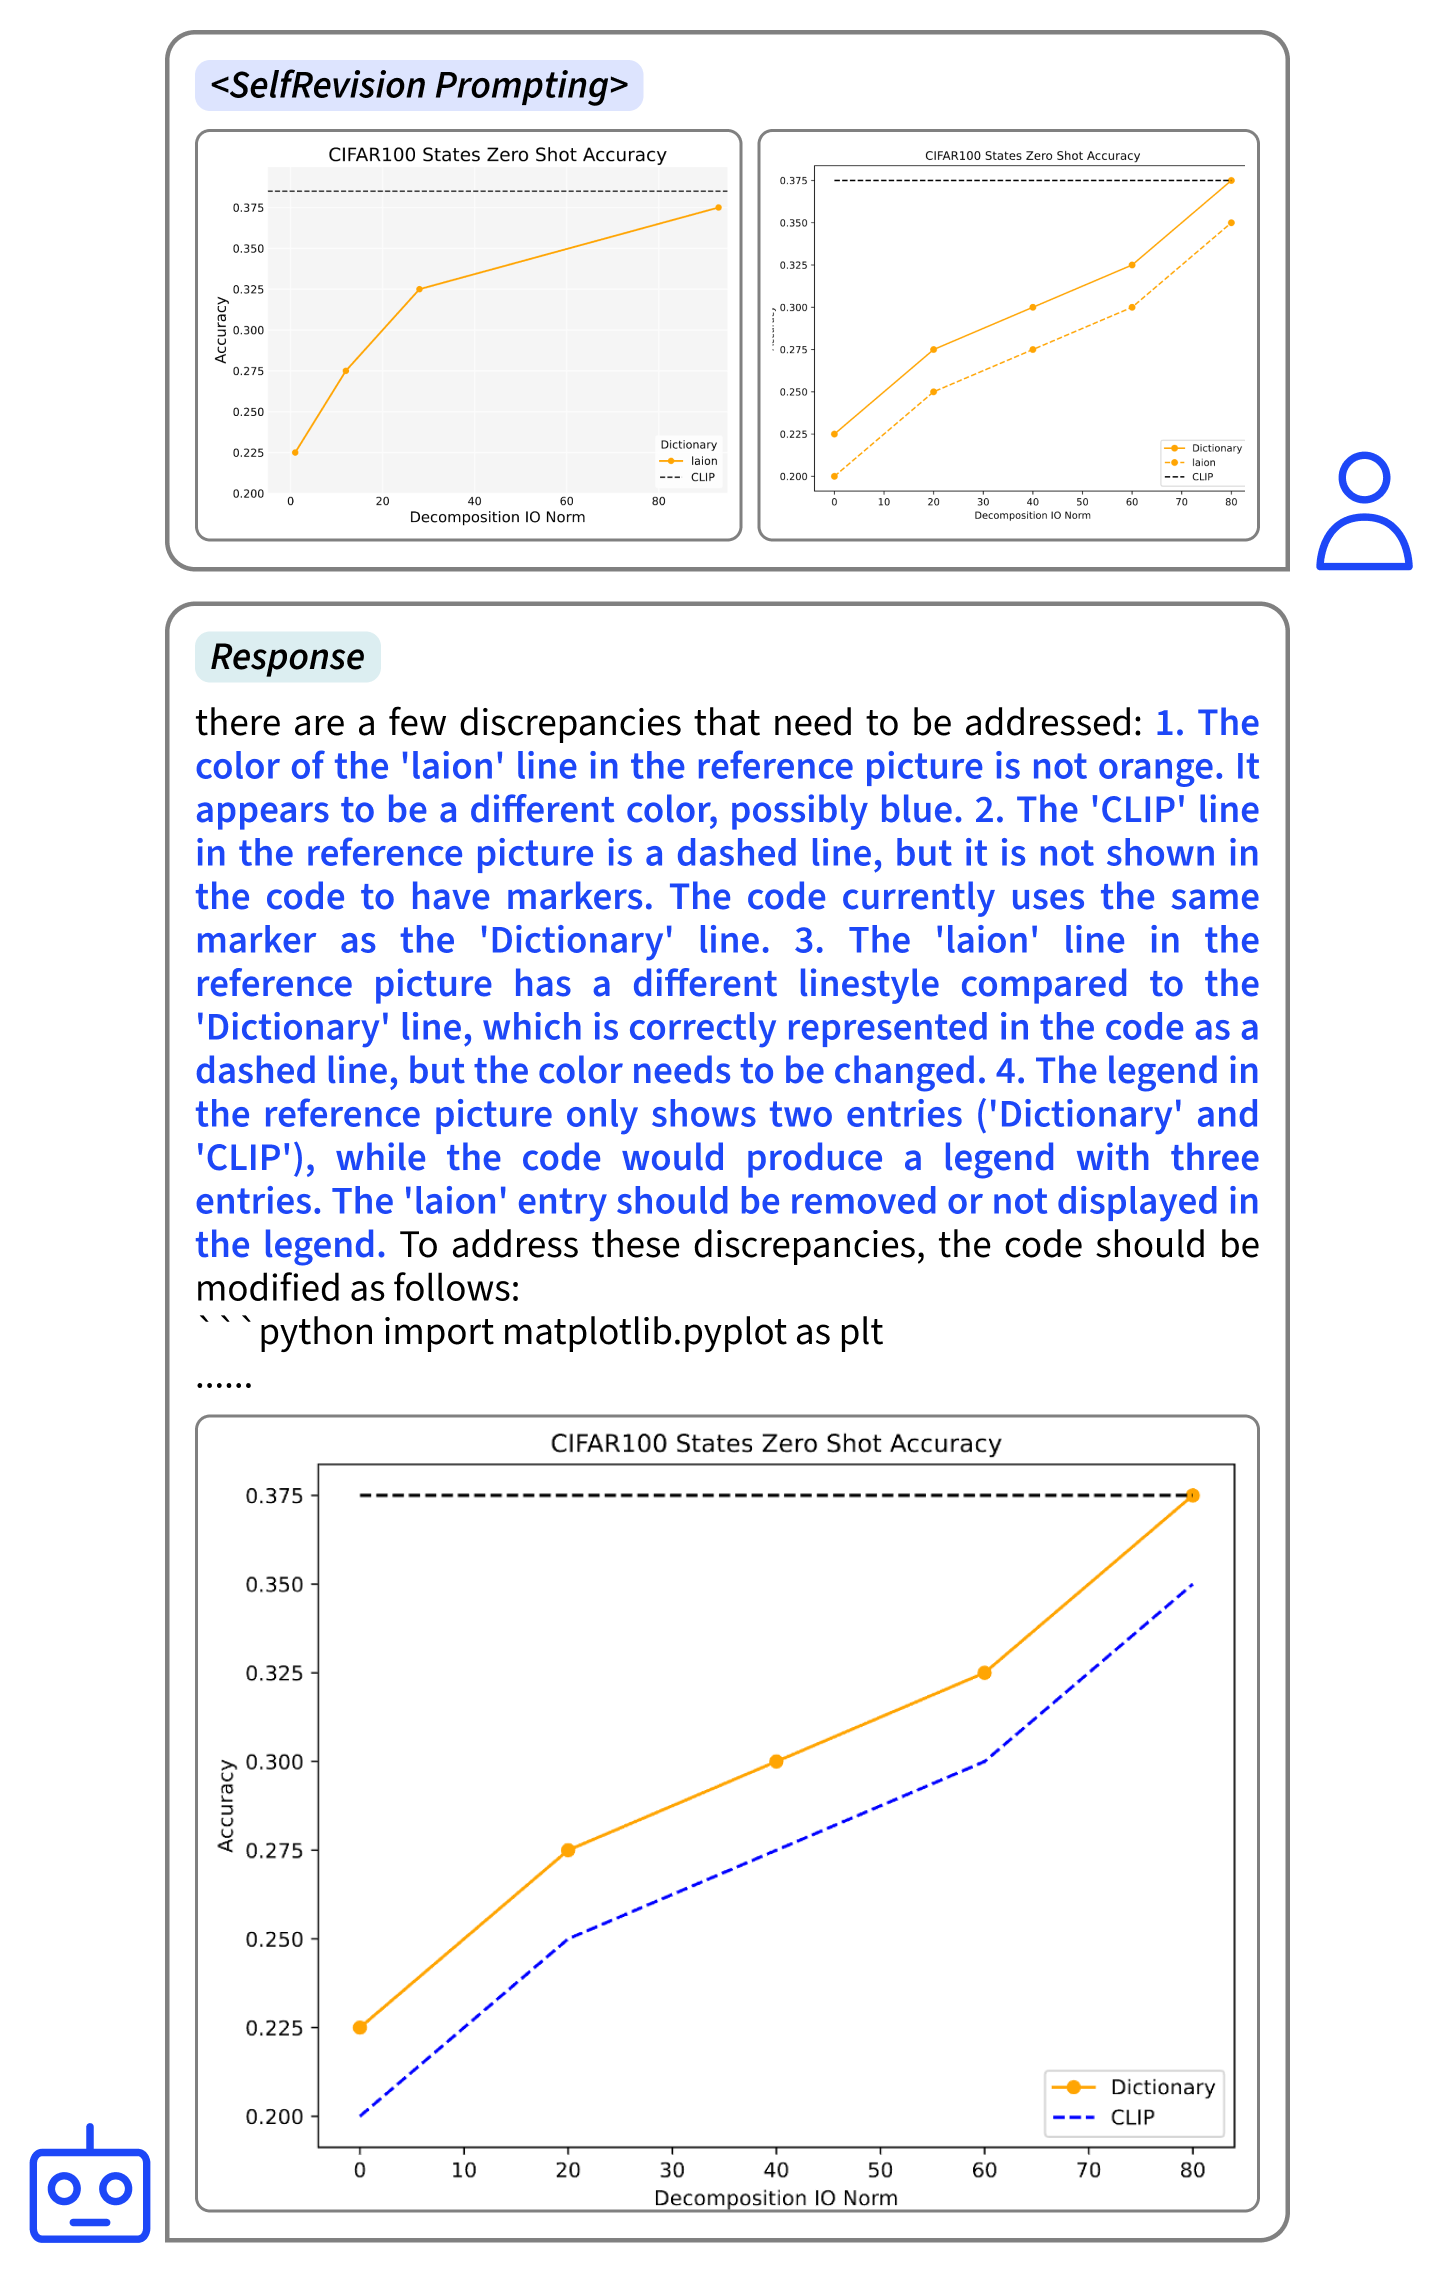 <SelfRevision Prompting>
CIFAR100 States Zero Shot Accuracy
0.375
0.350
0.325
0.300
0.275
0.250
0.225
0.200
Accuracy
0 20 40 60 80
Decomposition IO Norm
Dictionary
laion
CLIP
CIFAR100 States Zero Shot Accuracy
0.375
0.350
0.325
0.300
0.275
0.250
0.225
0.200
0 10 20 30 40 50 60 70 80
Decomposition IO Norm
Dictionary
laion
CLIP
Response
there are a few discrepancies that need to be addressed: 1. The
color of the 'laion' line in the reference picture is not orange. It
appears to be a different color, possibly blue. 2. The 'CLIP' line
in the reference picture is a dashed line, but it is not shown in
the code to have markers. The code currently uses the same
marker as the 'Dictionary' line. 3. The 'laion' line in the
reference picture has a different linestyle compared to the
'Dictionary' line, which is correctly represented in the code as a
dashed line, but the color needs to be changed. 4. The legend in
the reference picture only shows two entries ('Dictionary' and
'CLIP'), while the code would produce a legend with three
entries. The 'laion' entry should be removed or not displayed in
the legend. To address these discrepancies, the code should be
modified as follows:
```python import matplotlib.pyplot as plt
......
CIFAR100 States Zero Shot Accuracy
0.375
0.350
0.325
0.300
0.275
0.250
0.225
0.200
Accuracy
0 10 20 30 40 50 60 70 80
Decomposition IO Norm
Dictionary
CLIP